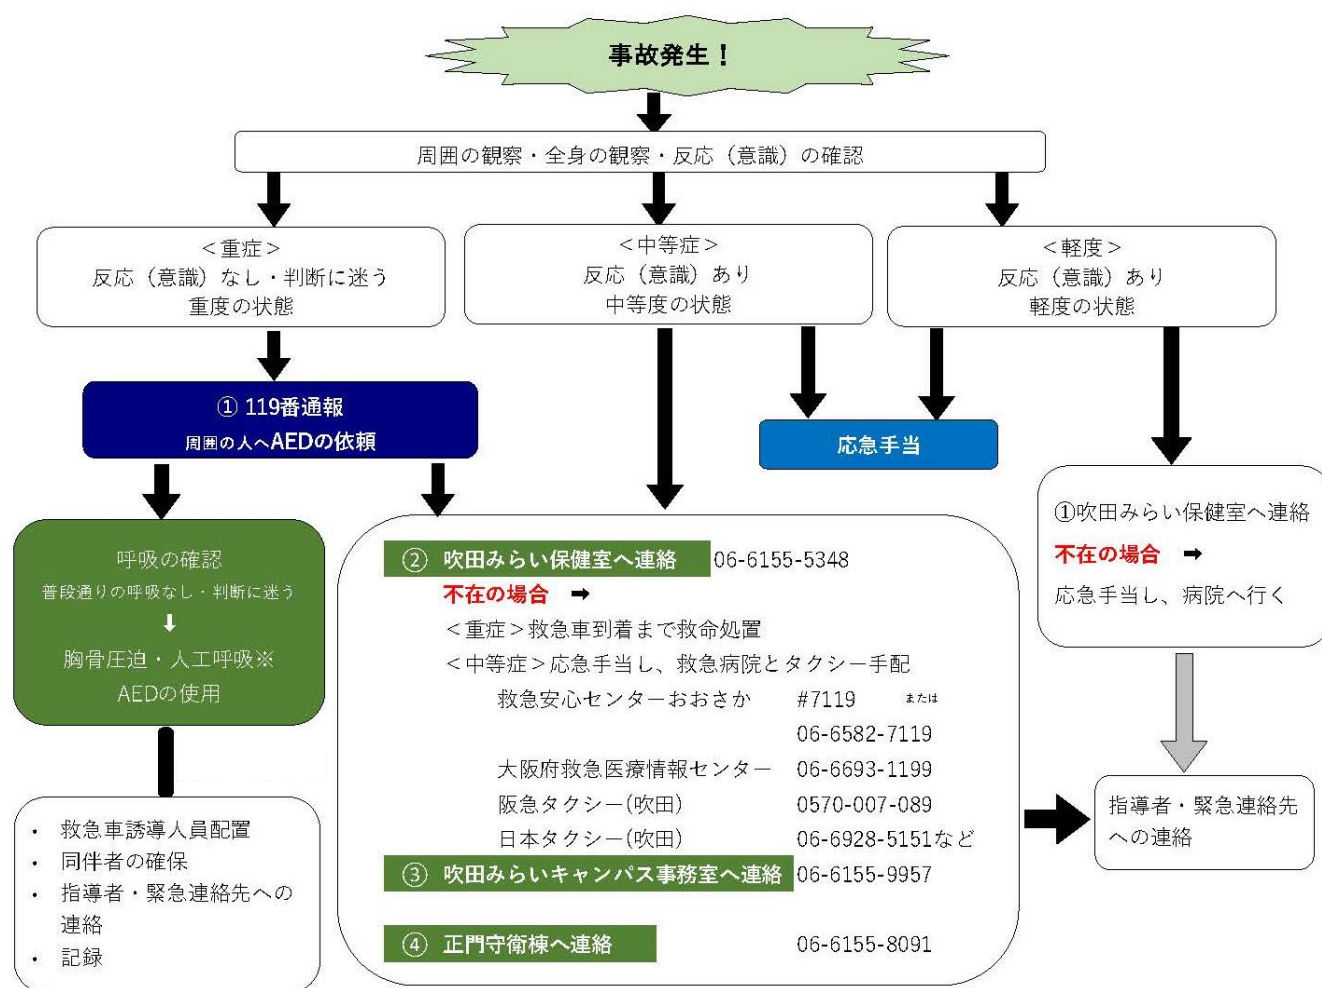 事故発生！
周囲の観察・全身の観察・反応（意識）の確認
＜重症＞
反応（意識）なし・判断に迷う
重度の状態
＜中等症＞
反応（意識）あり
中等度の状態
＜軽度＞
反応（意識）あり
軽度の状態
① 119番通報
周囲の人へAEDの依頼
応急手当
呼吸の確認
普段通りの呼吸なし・判断に迷う
⬇
胸骨圧迫・人工呼吸※
AEDの使用
・ 救急車誘導人員配置
・ 同伴者の確保
・ 指導者・緊急連絡先への
連絡
・ 記録
② 吹田みらい保健室へ連絡 06-6155-5348
不在の場合 ➡
＜重症＞救急車到着まで救命処置
＜中等症＞応急手当し、救急病院とタクシー手配
救急安心センターおおさか #7119 または
06-6582-7119
大阪府救急医療情報センター 06-6693-1199
阪急タクシー(吹田) 0570-007-089
日本タクシー(吹田) 06-6928-5151など
③ 吹田みらいキャンパス事務室へ連絡 06-6155-9957
④ 正門守衛棟へ連絡 06-6155-8091
①吹田みらい保健室へ連絡
不在の場合 ➡
応急手当し、病院へ行く
指導者・緊急連絡先
への連絡